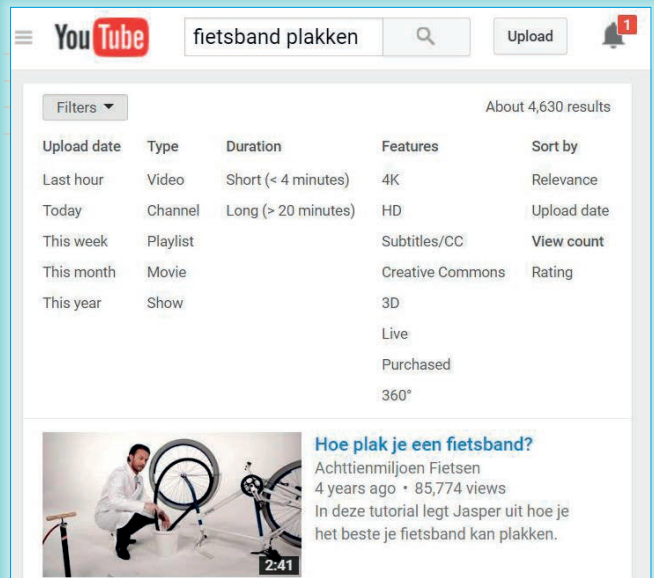 YouTube fietsband plakken Upload 1
Filters About 4,630 results
Upload date Type Duration Features Sort by
Last hour Video Short (< 4 minutes) 4K Relevance
Today Channel Long (> 20 minutes) HD Upload date
This week Playlist Subtitles/CC View count
This month Movie Creative Commons Rating
This year Show 3D
Live
Purchased
360°
Hoe plak je een fietsband?
Achttienmiljoen Fietsen
4 years ago • 85,774 views
In deze tutorial legt Jasper uit hoe je
het beste je fietsband kan plakken.
2:41